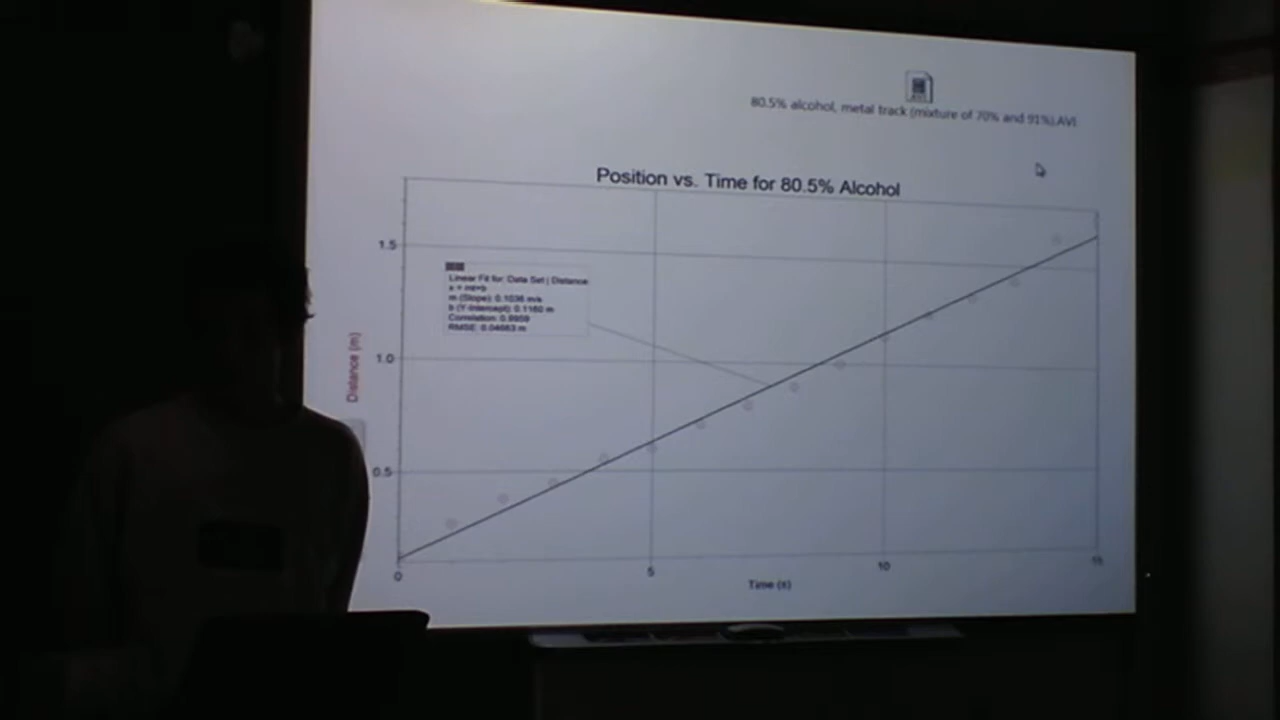 80.5% alcohol, metal track (mixture of 70% and 91%).AVI
Position vs. Time for 80.5% Alcohol
1.5
Linear Fit for: Data Set | Distance
x = mt+b
m (Slope): 0.1036 m/s
b (Y-Intercept): 0.1160 m
Correlation: 0.9959
RMSE: 0.04663 m
Distance (m)
1.0
0.5
0
5
10
15
Time (s)